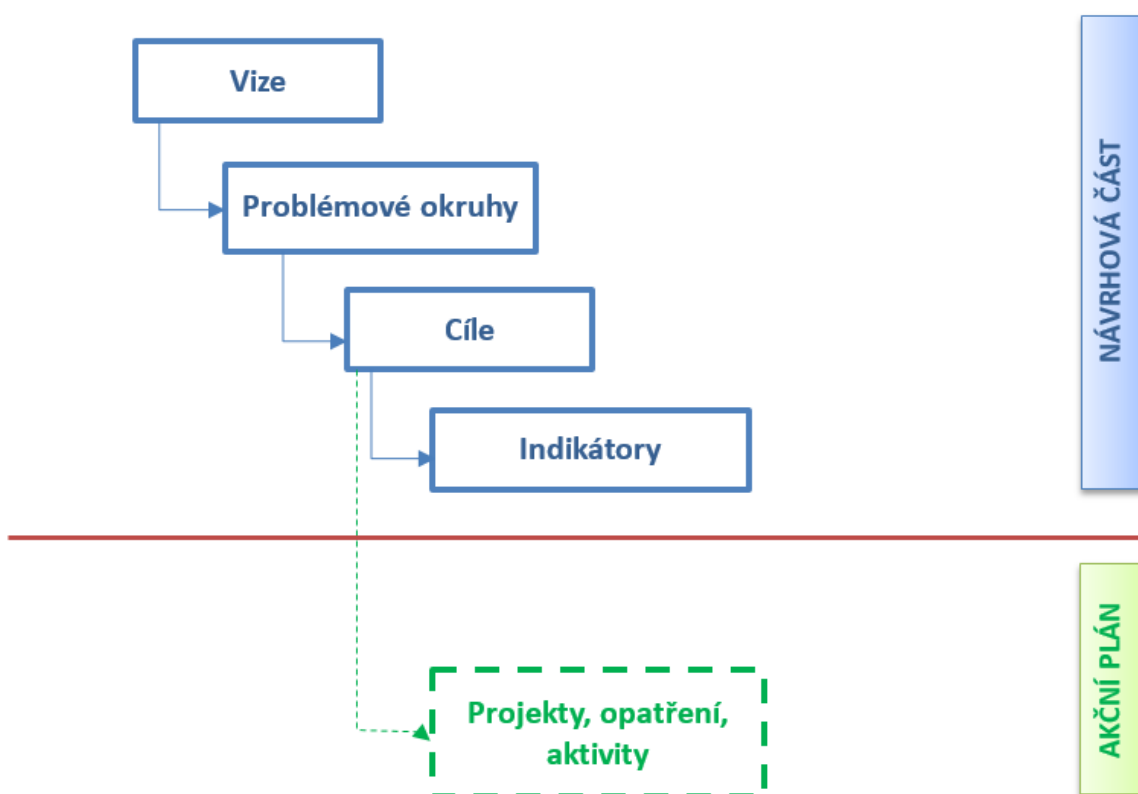 Vize
Problémové okruhy
Cíle
Indikátory
NÁVRHOVÁ ČÁST
Projekty, opatření,
aktivity
AKČNÍ PLÁN